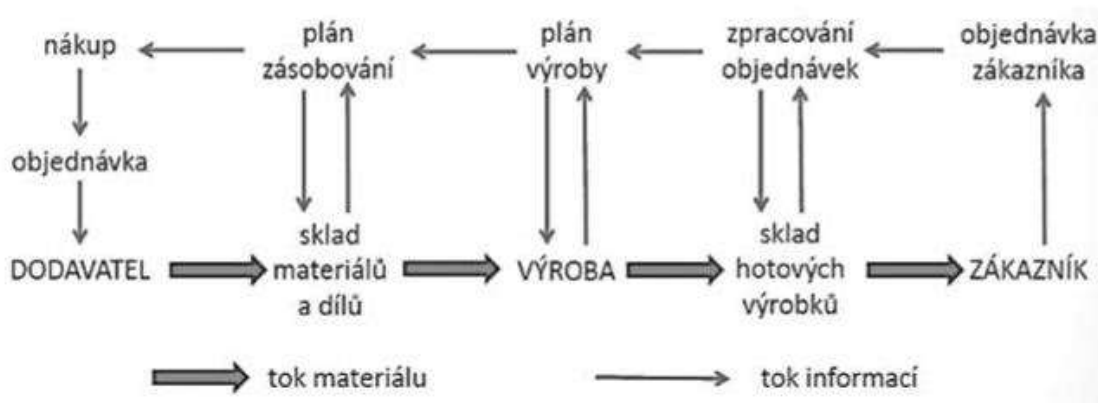 nákup
plán
zásobování
plán
výroby
zpracování
objednávek
objednávka
zákazníka
objednávka
DODAVATEL
sklad
materiálů
a dílů
VÝROBA
sklad
hotových
výrobků
ZÁKAZNÍK
tok materiálu
tok informací